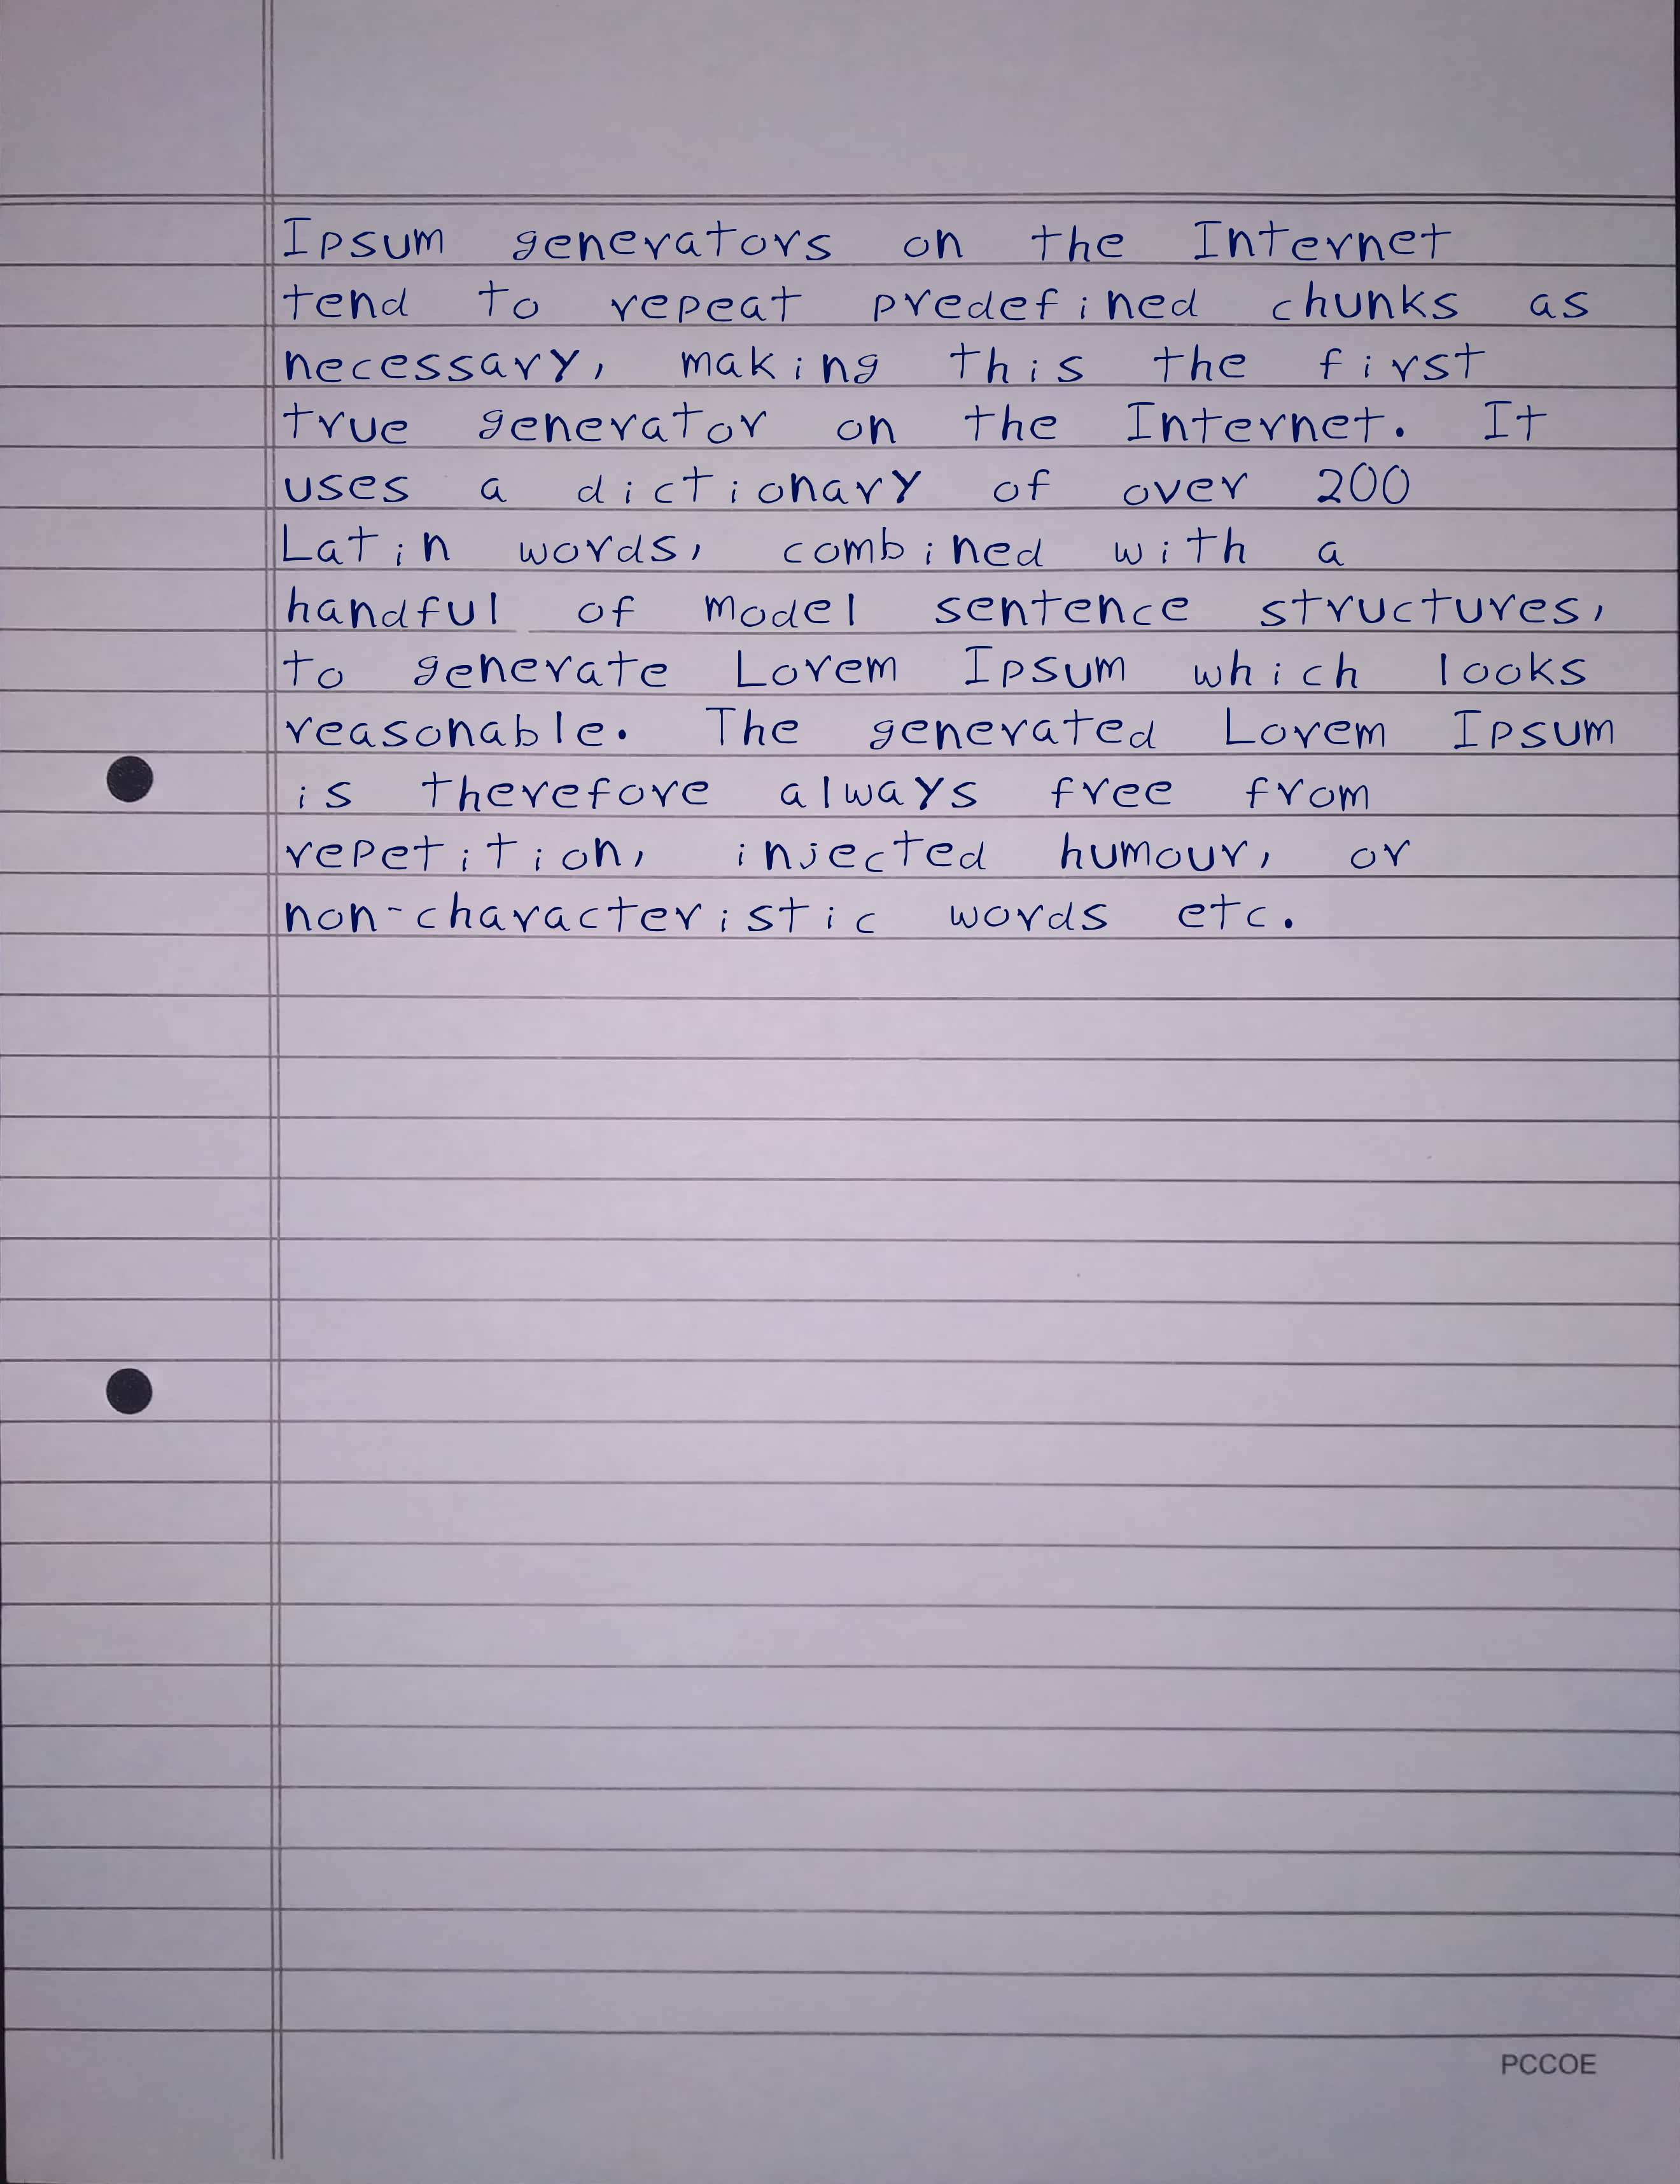 Ipsum generators on the Internet
tend to repeat predefined chunks as
necessary, making this the first
true generator on the Internet. It
uses a dictionary of over 200
Latin words, combined with a
handful of model sentence structures,
to generate Lorem Ipsum which looks
reasonable. The generated Lorem Ipsum
is therefore always free from
repetition, injected humour, or
non-characteristic words etc.
PCCOE